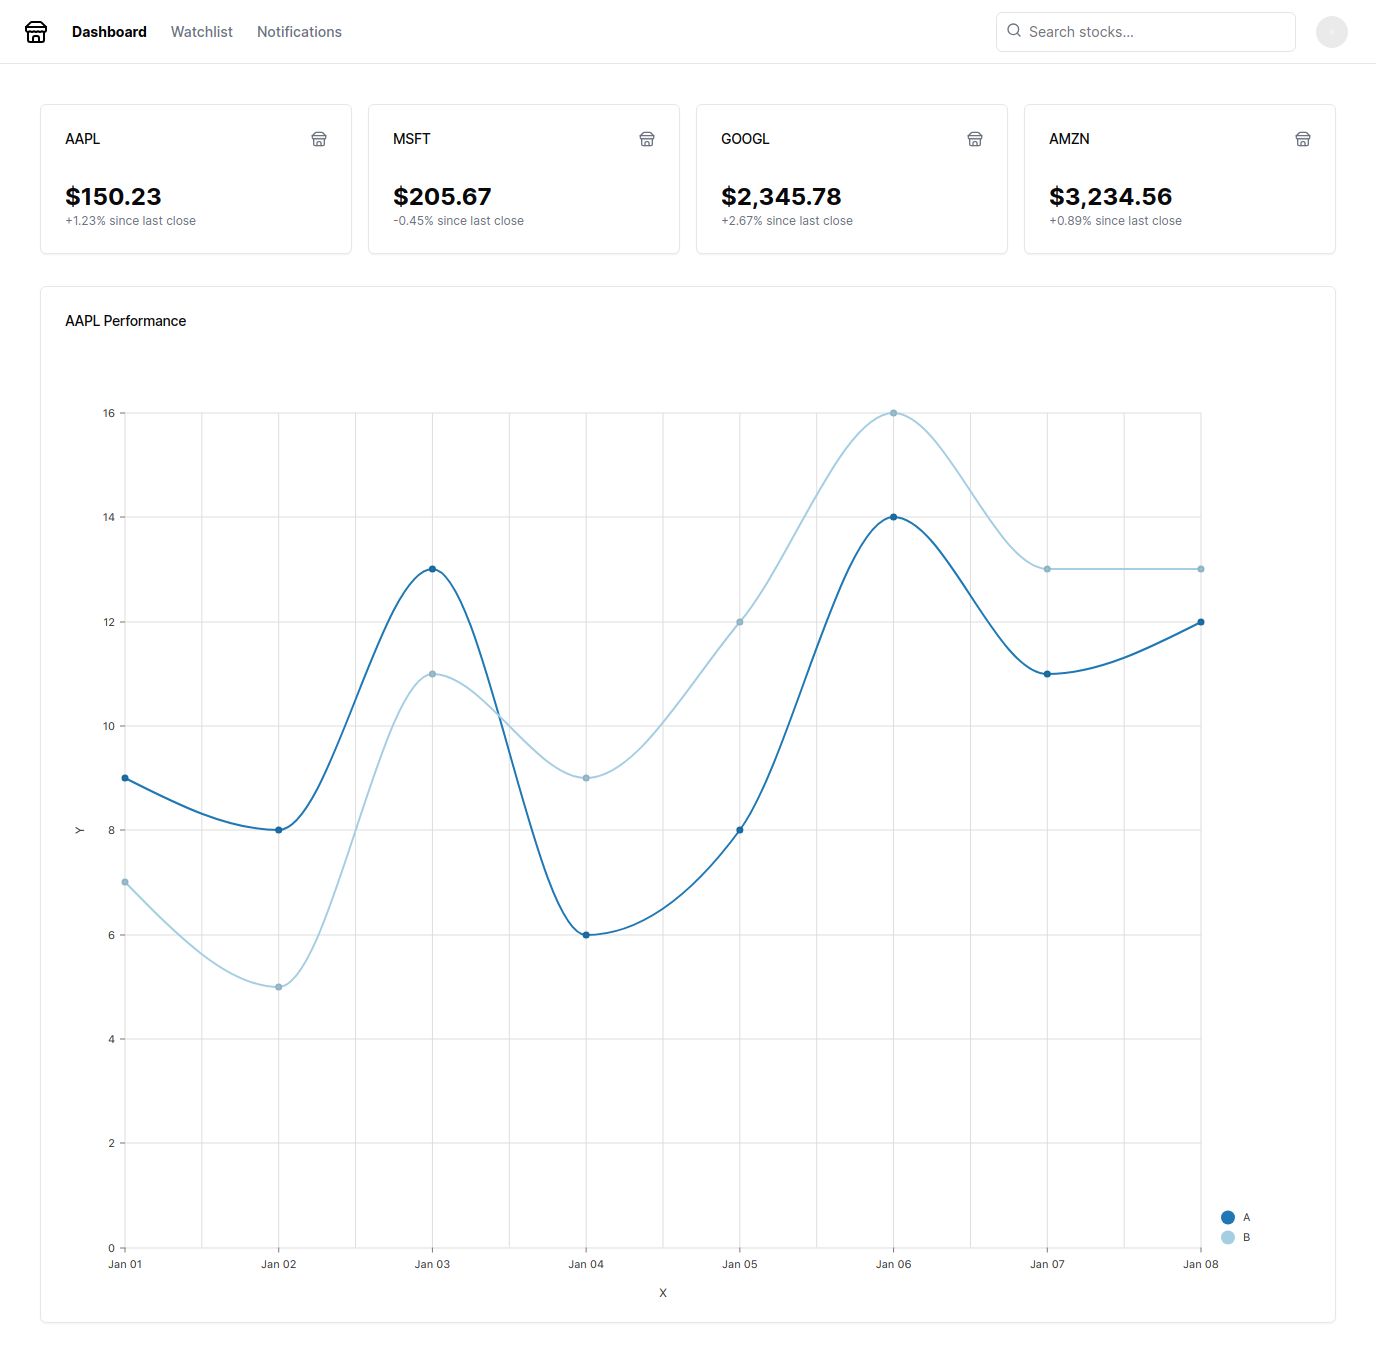 Dashboard Watchlist Notifications Search stocks...
AAPL MSFT GOOGL AMZN
$150.23 $205.67 $2,345.78 $3,234.56
+1.23% since last close -0.45% since last close +2.67% since last close +0.89% since last close
AAPL Performance
16
14
12
10
Y 8
6
4
2
A
B
0
Jan 01 Jan 02 Jan 03 Jan 04 Jan 05 Jan 06 Jan 07 Jan 08
X